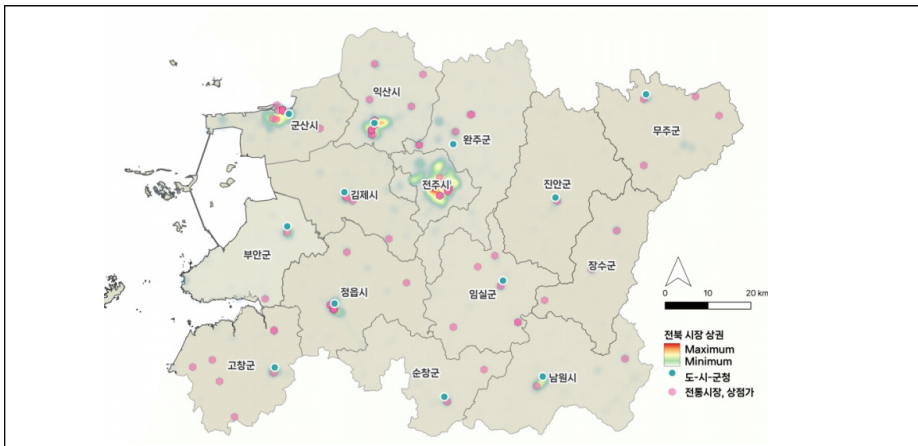 익산시
군산시
완주군
무주군
전주시
김제시
진안군
부안군
장수군
정읍시
임실군
고창군
순창군
남원시
0 10 20 km
전북 시장 상권
Maximum
Minimum
도-시-군청
전통시장, 상점가